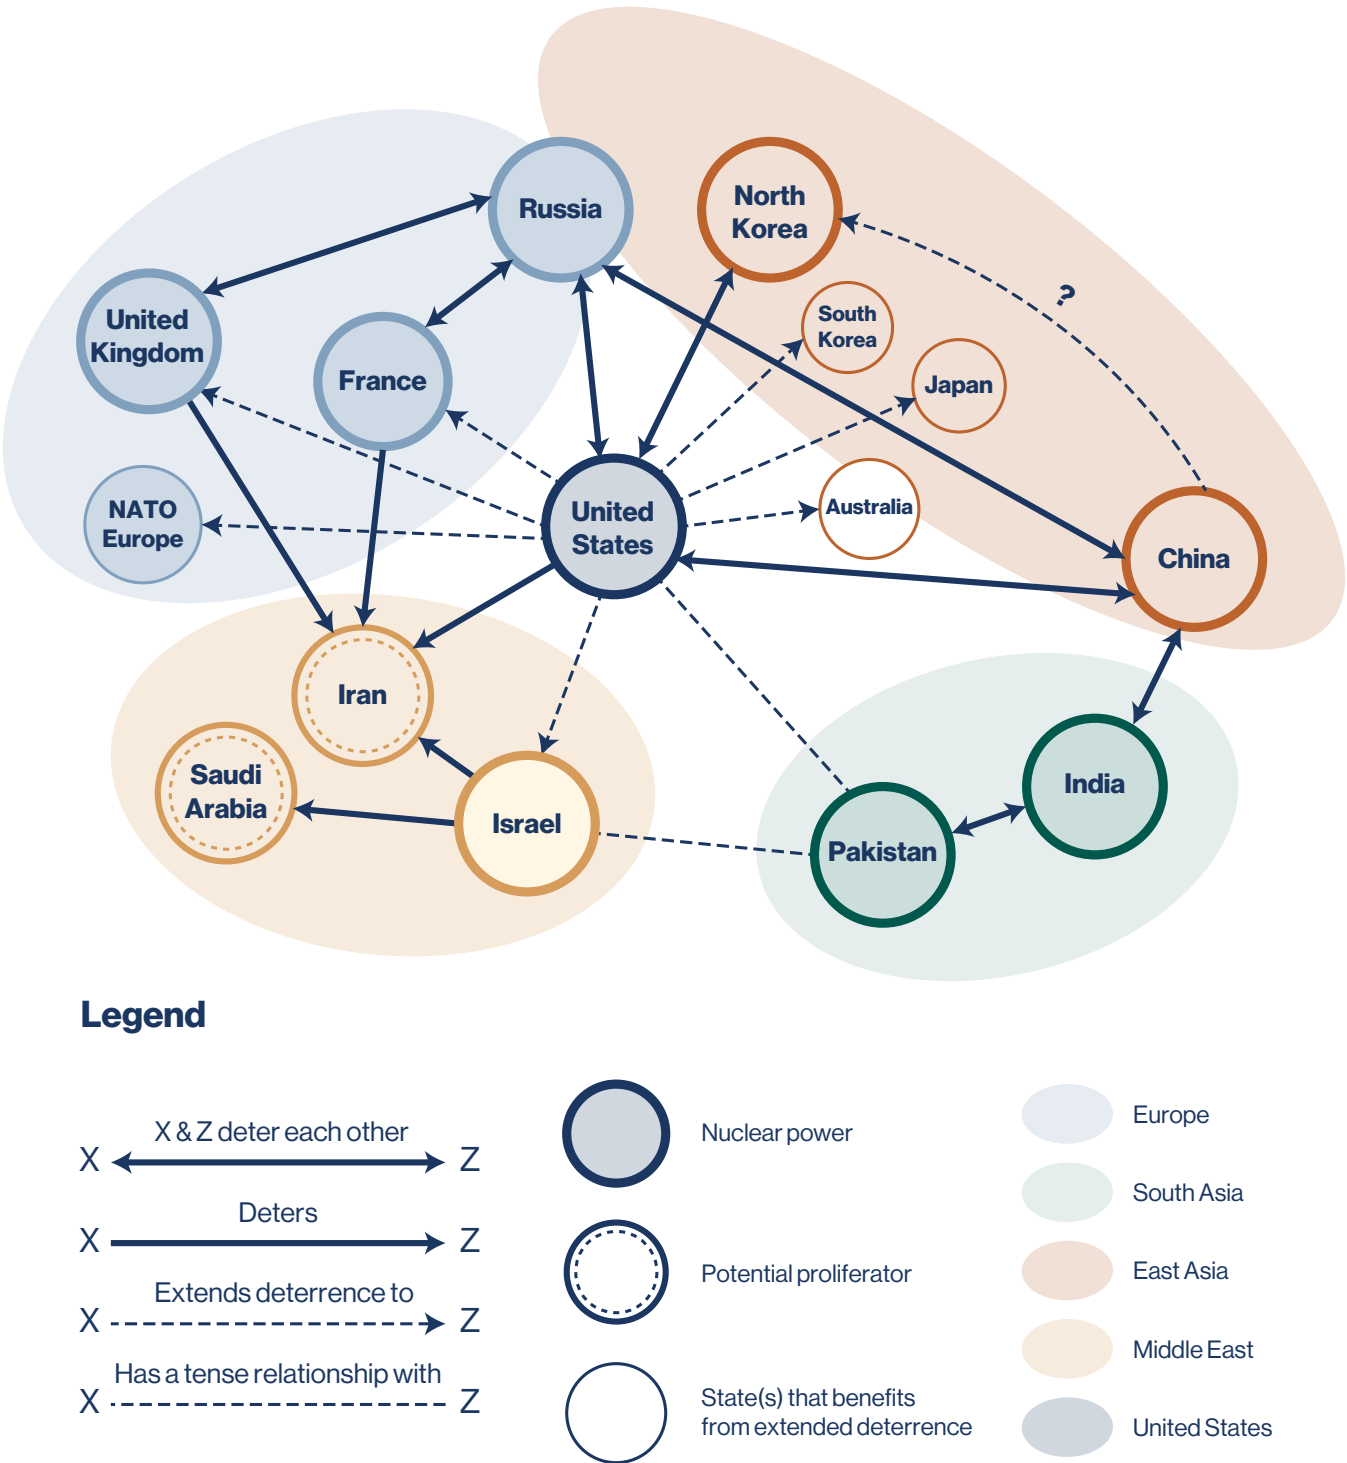 Russia
North
Korea
?
South
Korea
United
Kingdom
France
Japan
NATO
Europe
United
States
Australia
China
Iran
Saudi
Arabia
Israel
India
Pakistan
Legend
X & Z deter each other
X Z
Deters
X Z
Extends deterrence to
X Z
Has a tense relationship with
X Z
Nuclear power
Potential proliferator
State(s) that benefits
from extended deterrence
Europe
South Asia
East Asia
Middle East
United States